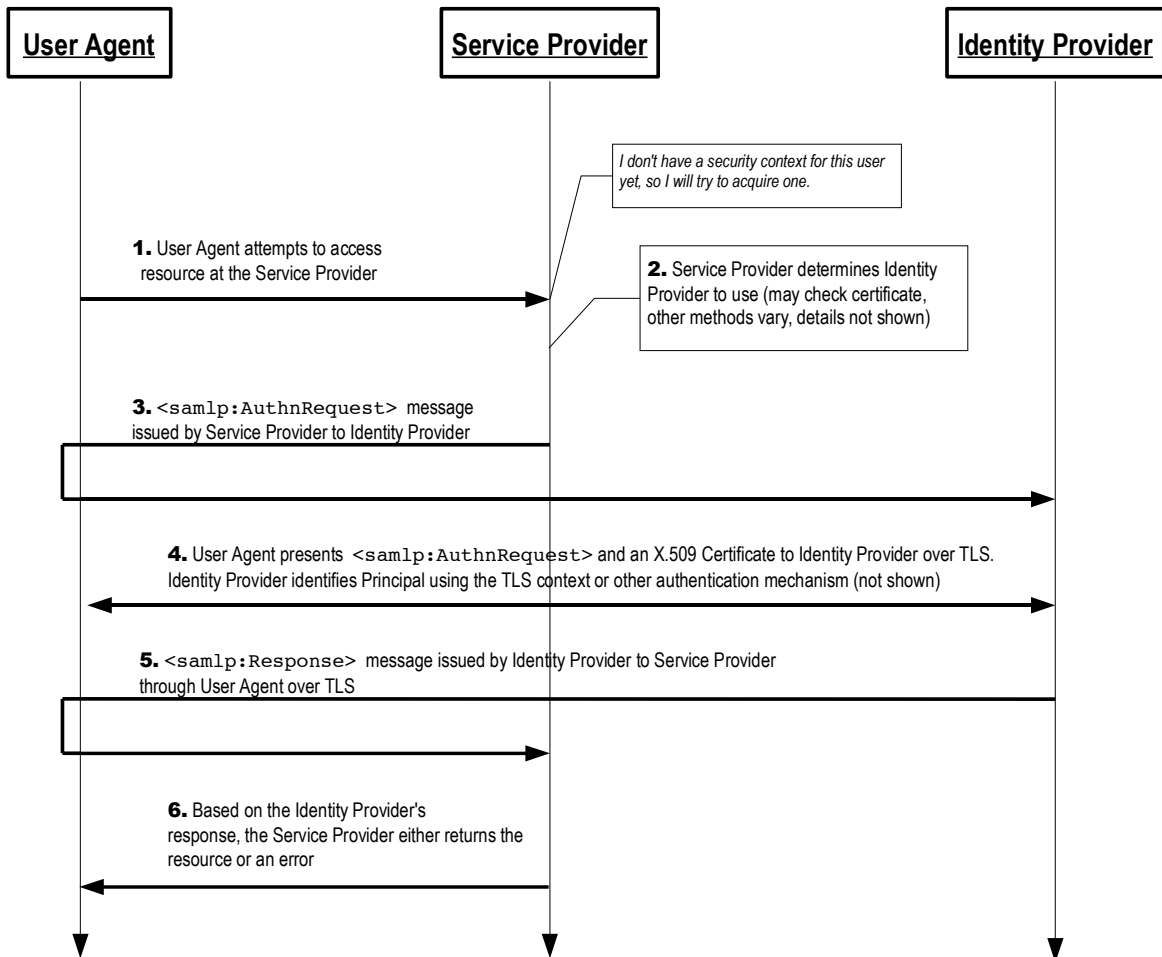 User Agent
Service Provider
Identity Provider
I don't have a security context for this user
yet, so I will try to acquire one.
1. User Agent attempts to access
resource at the Service Provider
2. Service Provider determines Identity
Provider to use (may check certificate,
other methods vary, details not shown)
3. <samlp:AuthnRequest> message
issued by Service Provider to Identity Provider
4. User Agent presents <samlp:AuthnRequest> and an X.509 Certificate to Identity Provider over TLS.
Identity Provider identifies Principal using the TLS context or other authentication mechanism (not shown)
5. <samlp:Response> message issued by Identity Provider to Service Provider
through User Agent over TLS
6. Based on the Identity Provider's
response, the Service Provider either returns the
resource or an error